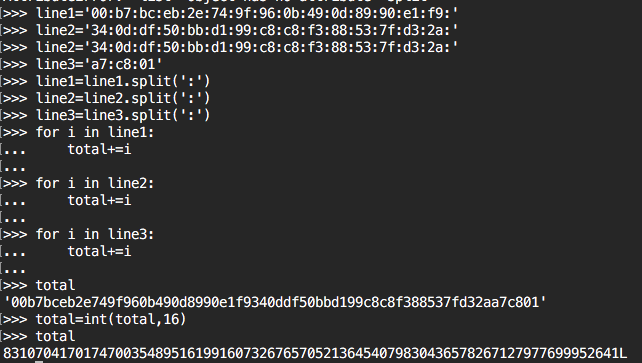 >>> line1='00:b7:bc:eb:2e:74:9f:96:0b:49:0d:89:90:e1:f9:'
>>> line2='34:0d:df:50:bb:d1:99:c8:c8:f3:88:53:7f:d3:2a:'
>>> line2='34:0d:df:50:bb:d1:99:c8:c8:f3:88:53:7f:d3:2a:'
>>> line3='a7:c8:01'
>>> line1=line1.split(':')
>>> line2=line2.split(':')
>>> line3=line3.split(':')
>>> for i in line1:
...     total+=i
...
>>> for i in line2:
...     total+=i
...
>>> for i in line3:
...     total+=i
...
>>> total
'00b7bceb2e749f960b490d8990e1f9340ddf50bbd199c8c8f388537fd32aa7c801'
>>> total=int(total,16)
>>> total
83107041701747003548951619916073267657052136454079830436578267127977699952641L